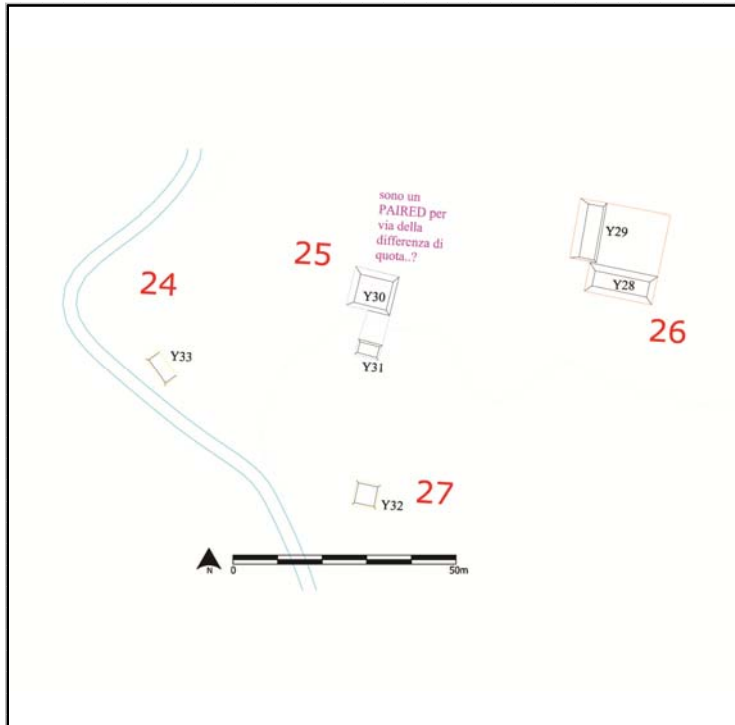 sono un
PAIRED per
via della
differenza di
quota..?
25
24
Y29
Y30
Y28
26
Y33
Y31
27
Y32
N
0
50m